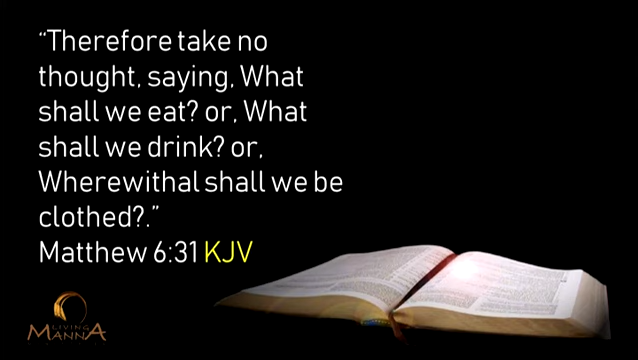 “Therefore take no
thought, saying, What
shall we eat? or, What
shall we drink? or,
Wherewithal shall we be
clothed?.”
Matthew 6:31 KJV
LIVING
MANNA